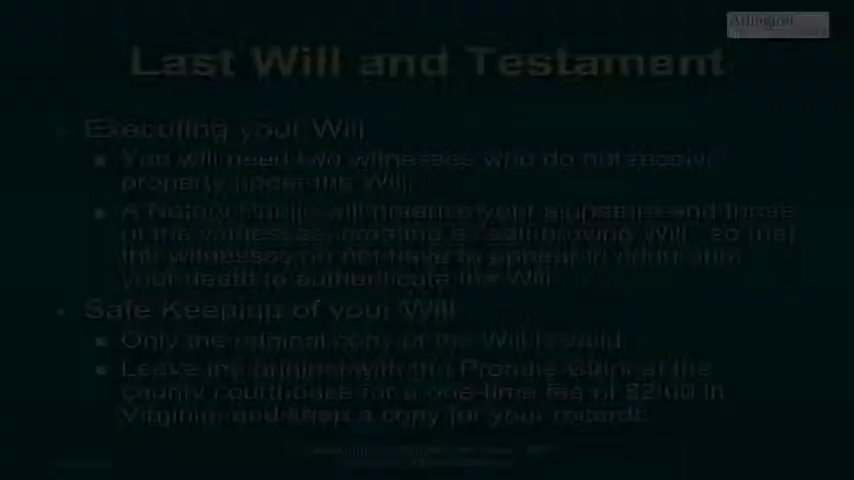 Arlington
Last Will and Testament
Executing your Will
You will need two witnesses who do not receive
property under the Will.
A Notary Public will notarize your signature and those
of the witnesses, creating a "self-proving Will", so that
the witnesses do not have to appear in court after
your death to authenticate the Will.
Safe Keeping of your Will
Only the original copy of the Will is valid.
Leave the original with the Probate Clerk at the
county courthouse for a one-time fee of $2.00 in
Virginia, and keep a copy for your records.